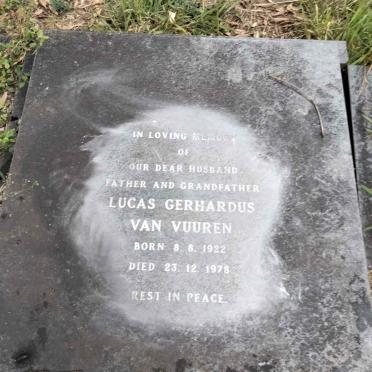 IN LOVING MEMORY
OF
OUR DEAR HUSBAND
FATHER AND GRANDFATHER
LUCAS GERHARDUS
VAN VUUREN
BORN 8. 8. 1922
DIED 23. 12. 1978
REST IN PEACE.